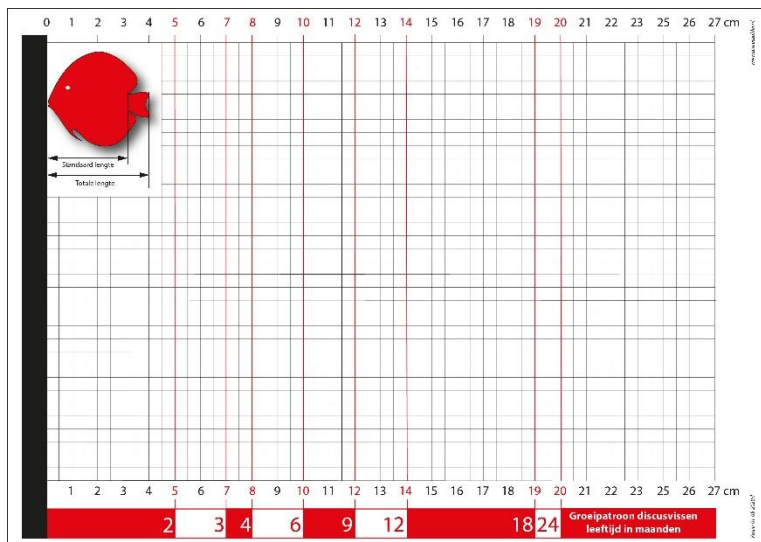 0 1 2 3 4 5 6 7 8 9 10 11 12 13 14 15 16 17 18 19 20 21 22 23 24 25 26 27 cm
Standaard lengte
Totale lengte
1 2 3 4 5 6 7 8 9 10 11 12 13 14 15 16 17 18 19 20 21 22 23 24 25 26 27 cm
2 3 4 6 9 12 18 24 Groeipatroon discusvissen
leeftijd in maanden